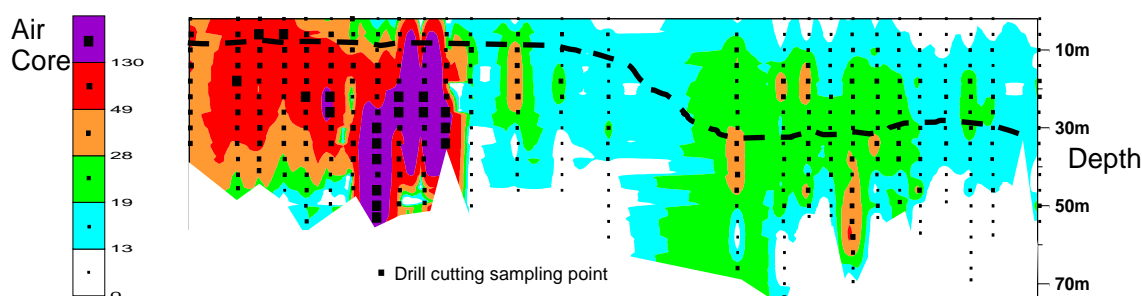 Air
Core
130
49
28
19
13
0
10m
30m
50m
70m
Depth
Drill cutting sampling point